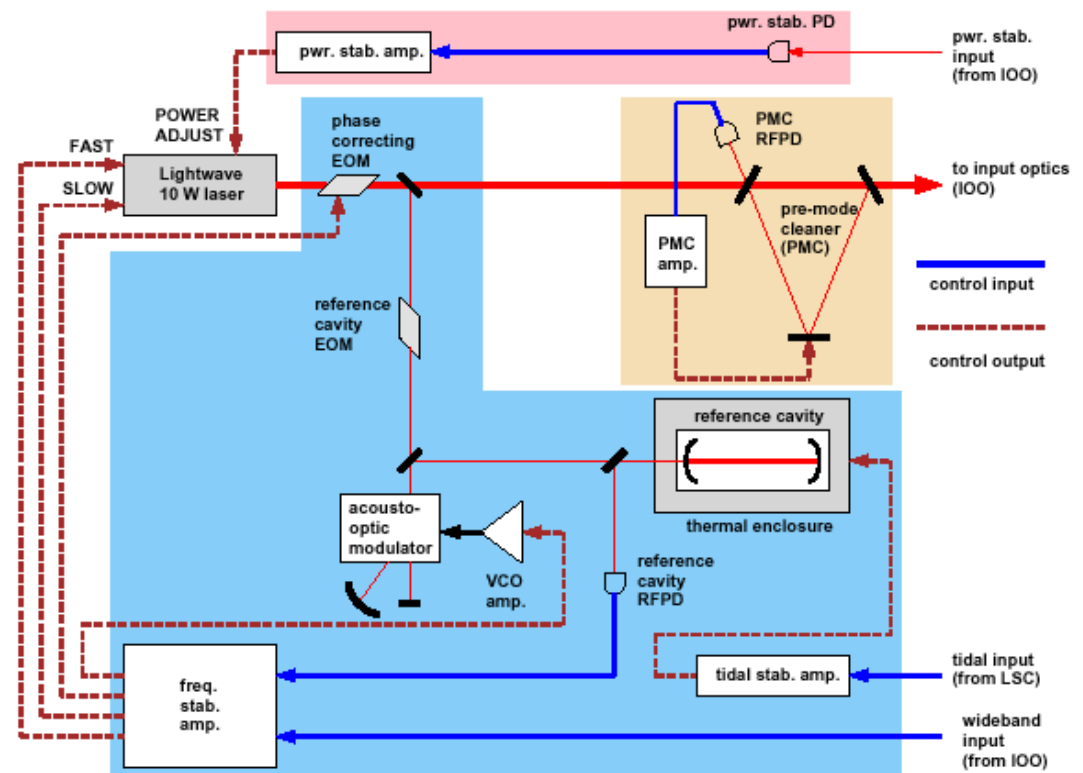 pwr. stab. PD
pwr. stab. amp.
pwr. stab.
input
(from IOO)
POWER
ADJUST
FAST
SLOW
Lightwave
10 W laser
phase
correcting
EOM
PMC
RFPD
to input optics
(IOO)
pre-mode
cleaner
(PMC)
PMC
amp.
control input
control output
reference
cavity
EOM
reference cavity
thermal enclosure
acousto-
optic
modulator
VCO
amp.
reference
cavity
RFPD
freq.
stab.
amp.
tidal stab. amp.
tidal input
(from LSC)
wideband
input
(from IOO)